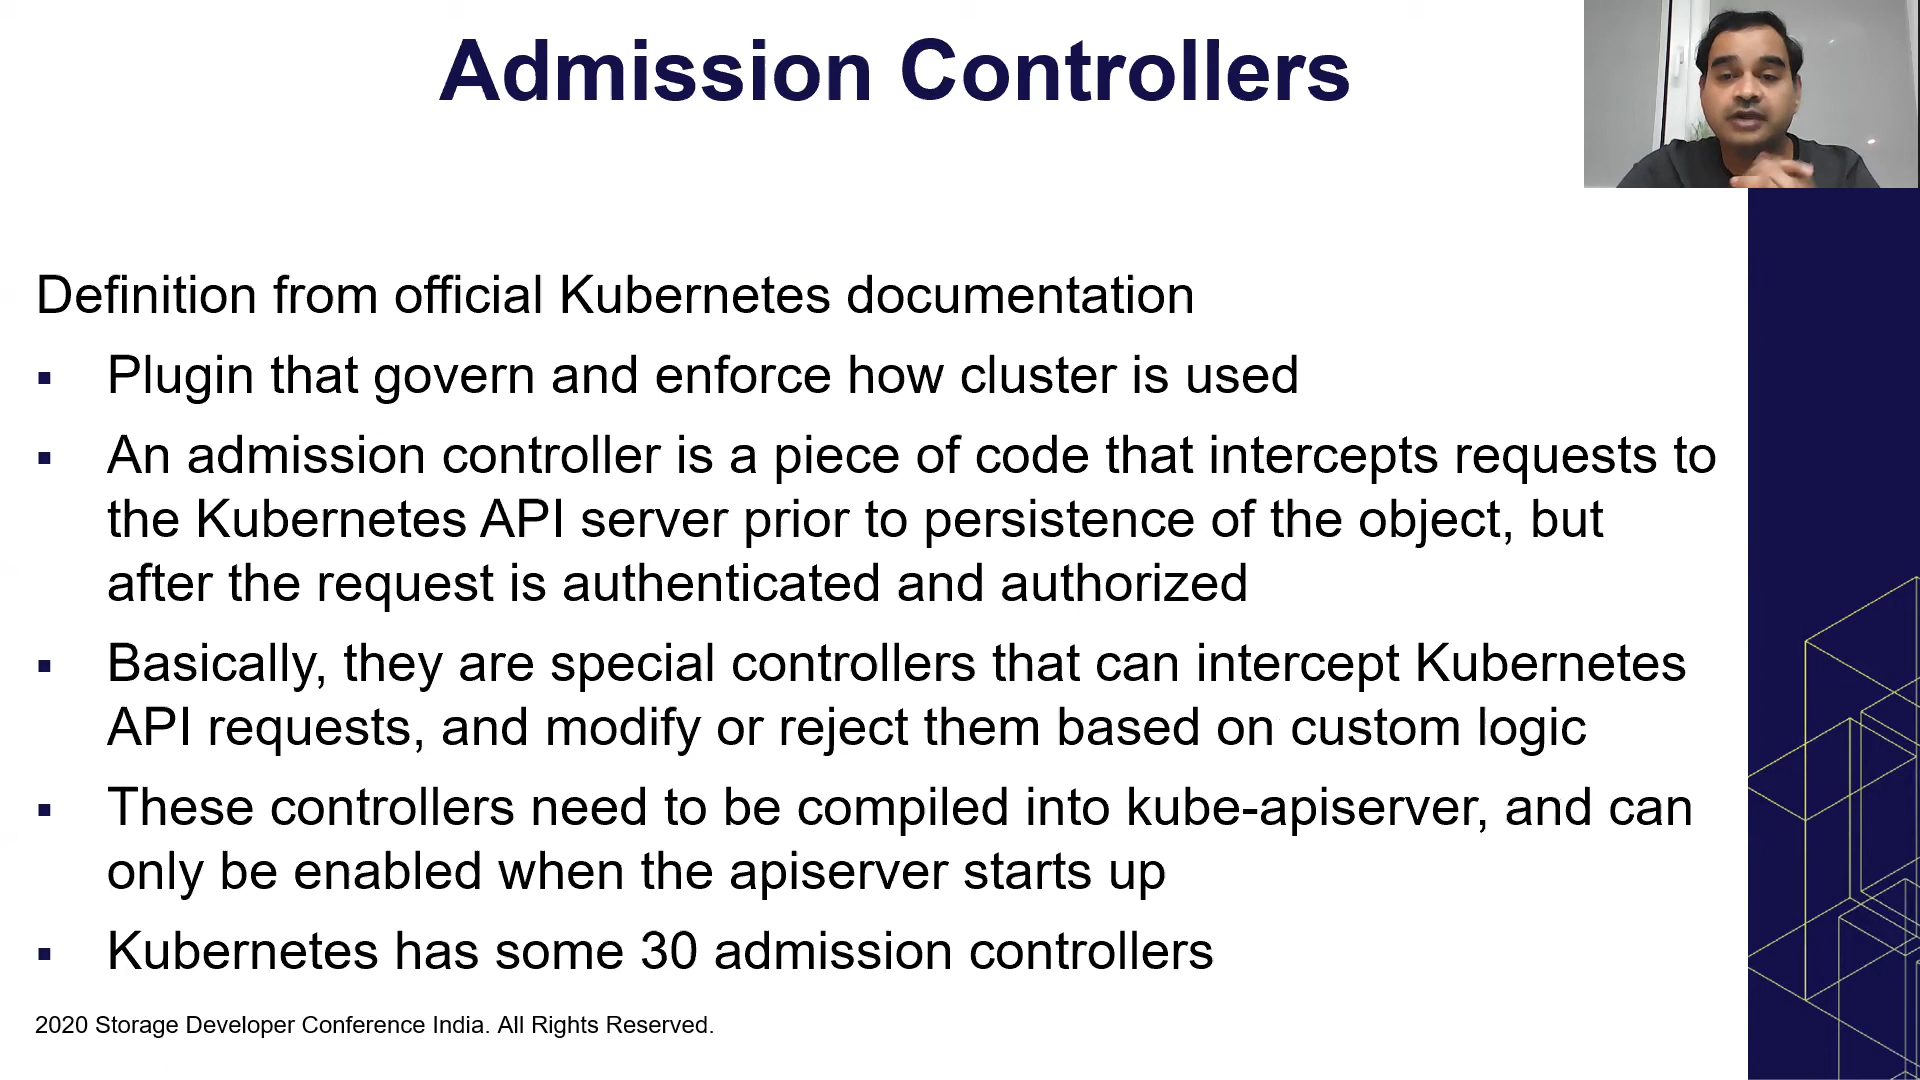 Admission Controllers
Definition from official Kubernetes documentation
▪ Plugin that govern and enforce how cluster is used
▪ An admission controller is a piece of code that intercepts requests to
the Kubernetes API server prior to persistence of the object, but
after the request is authenticated and authorized
▪ Basically, they are special controllers that can intercept Kubernetes
API requests, and modify or reject them based on custom logic
▪ These controllers need to be compiled into kube-apiserver, and can
only be enabled when the apiserver starts up
▪ Kubernetes has some 30 admission controllers
2020 Storage Developer Conference India. All Rights Reserved.